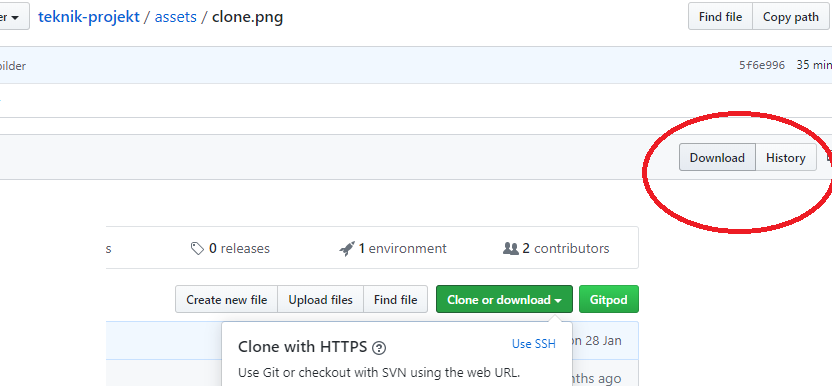 er teknik-projekt / assets / clone.png Find file Copy path
bilder 5f6e996 35 min
Download History
s 0 releases 1 environment 2 contributors
Create new file Upload files Find file Clone or download Gitpod
Clone with HTTPS Use SSH on 28 Jan
Use Git or checkout with SVN using the web URL. nths ago